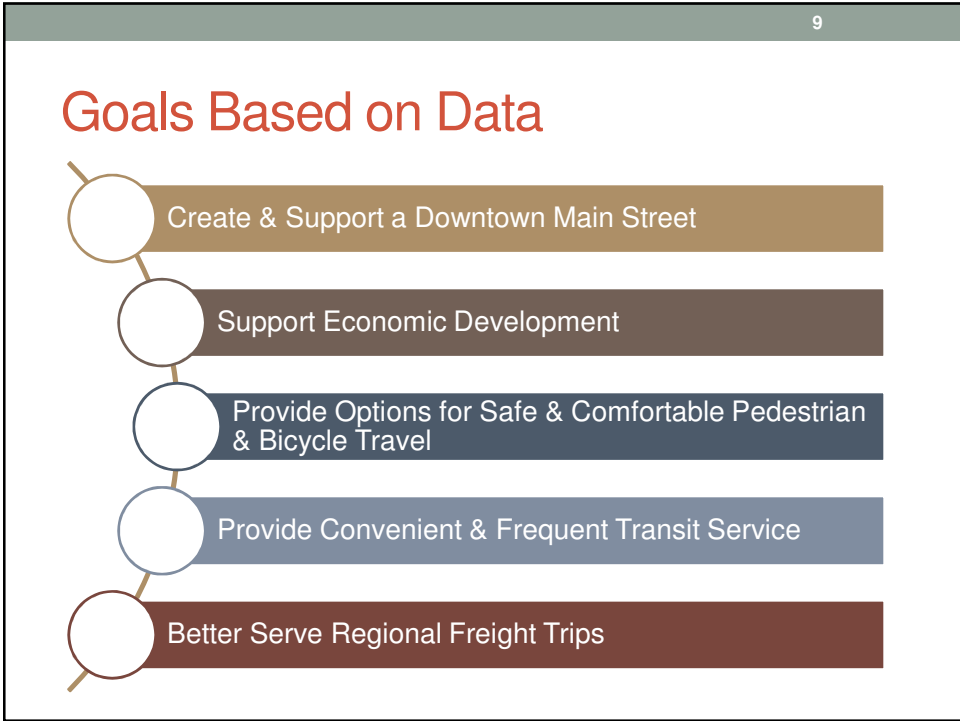 9
Goals Based on Data
Create & Support a Downtown Main Street
Support Economic Development
Provide Options for Safe & Comfortable Pedestrian
& Bicycle Travel
Provide Convenient & Frequent Transit Service
Better Serve Regional Freight Trips